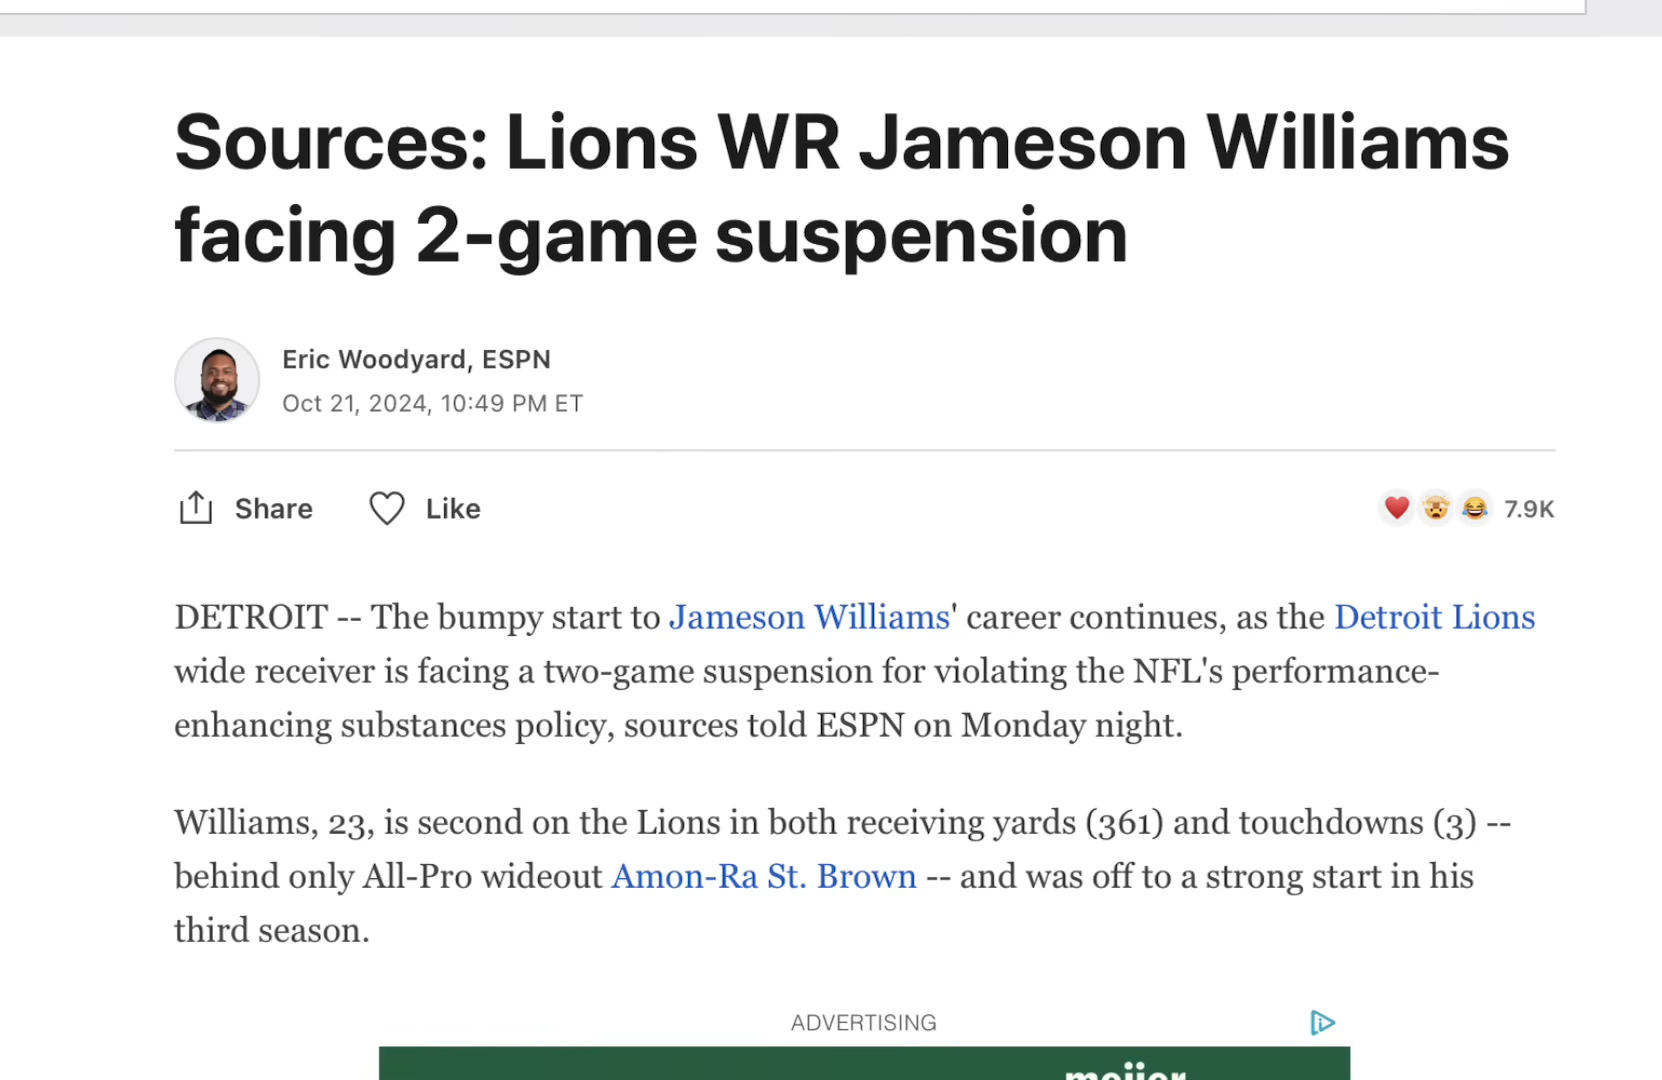 Sources: Lions WR Jameson Williams
facing 2-game suspension
Eric Woodyard, ESPN
Oct 21, 2024, 10:49 PM ET
Share Like 7.9K
DETROIT -- The bumpy start to Jameson Williams' career continues, as the Detroit Lions
wide receiver is facing a two-game suspension for violating the NFL's performance-
enhancing substances policy, sources told ESPN on Monday night.
Williams, 23, is second on the Lions in both receiving yards (361) and touchdowns (3) --
behind only All-Pro wideout Amon-Ra St. Brown -- and was off to a strong start in his
third season.
ADVERTISING
meijer